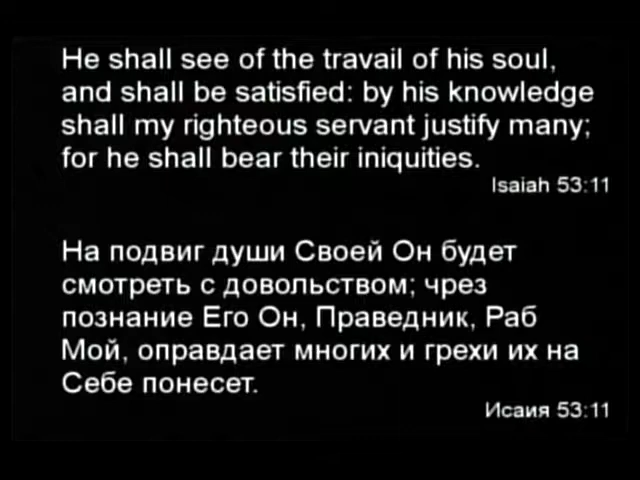 He shall see of the travail of his soul,
and shall be satisfied: by his knowledge
shall my righteous servant justify many;
for he shall bear their iniquities.
Isaiah 53:11
На подвиг души Своей Он будет
смотреть с довольством; чрез
познание Его Он, Праведник, Раб
Мой, оправдает многих и грехи их на
Себе понесет.
Исаия 53:11